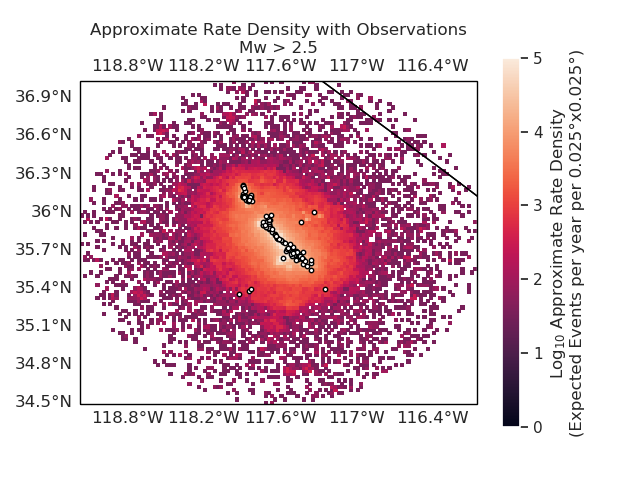 Approximate Rate Density with Observations
Mw > 2.5
118.8°W 118.2°W 117.6°W 117°W 116.4°W
36.9°N
36.6°N
36.3°N
36°N
35.7°N
35.4°N
35.1°N
34.8°N
34.5°N
118.8°W 118.2°W 117.6°W 117°W 116.4°W
5
4
3
2
1
0
Log₁₀ Approximate Rate Density
(Expected Events per year per 0.025°x0.025°)